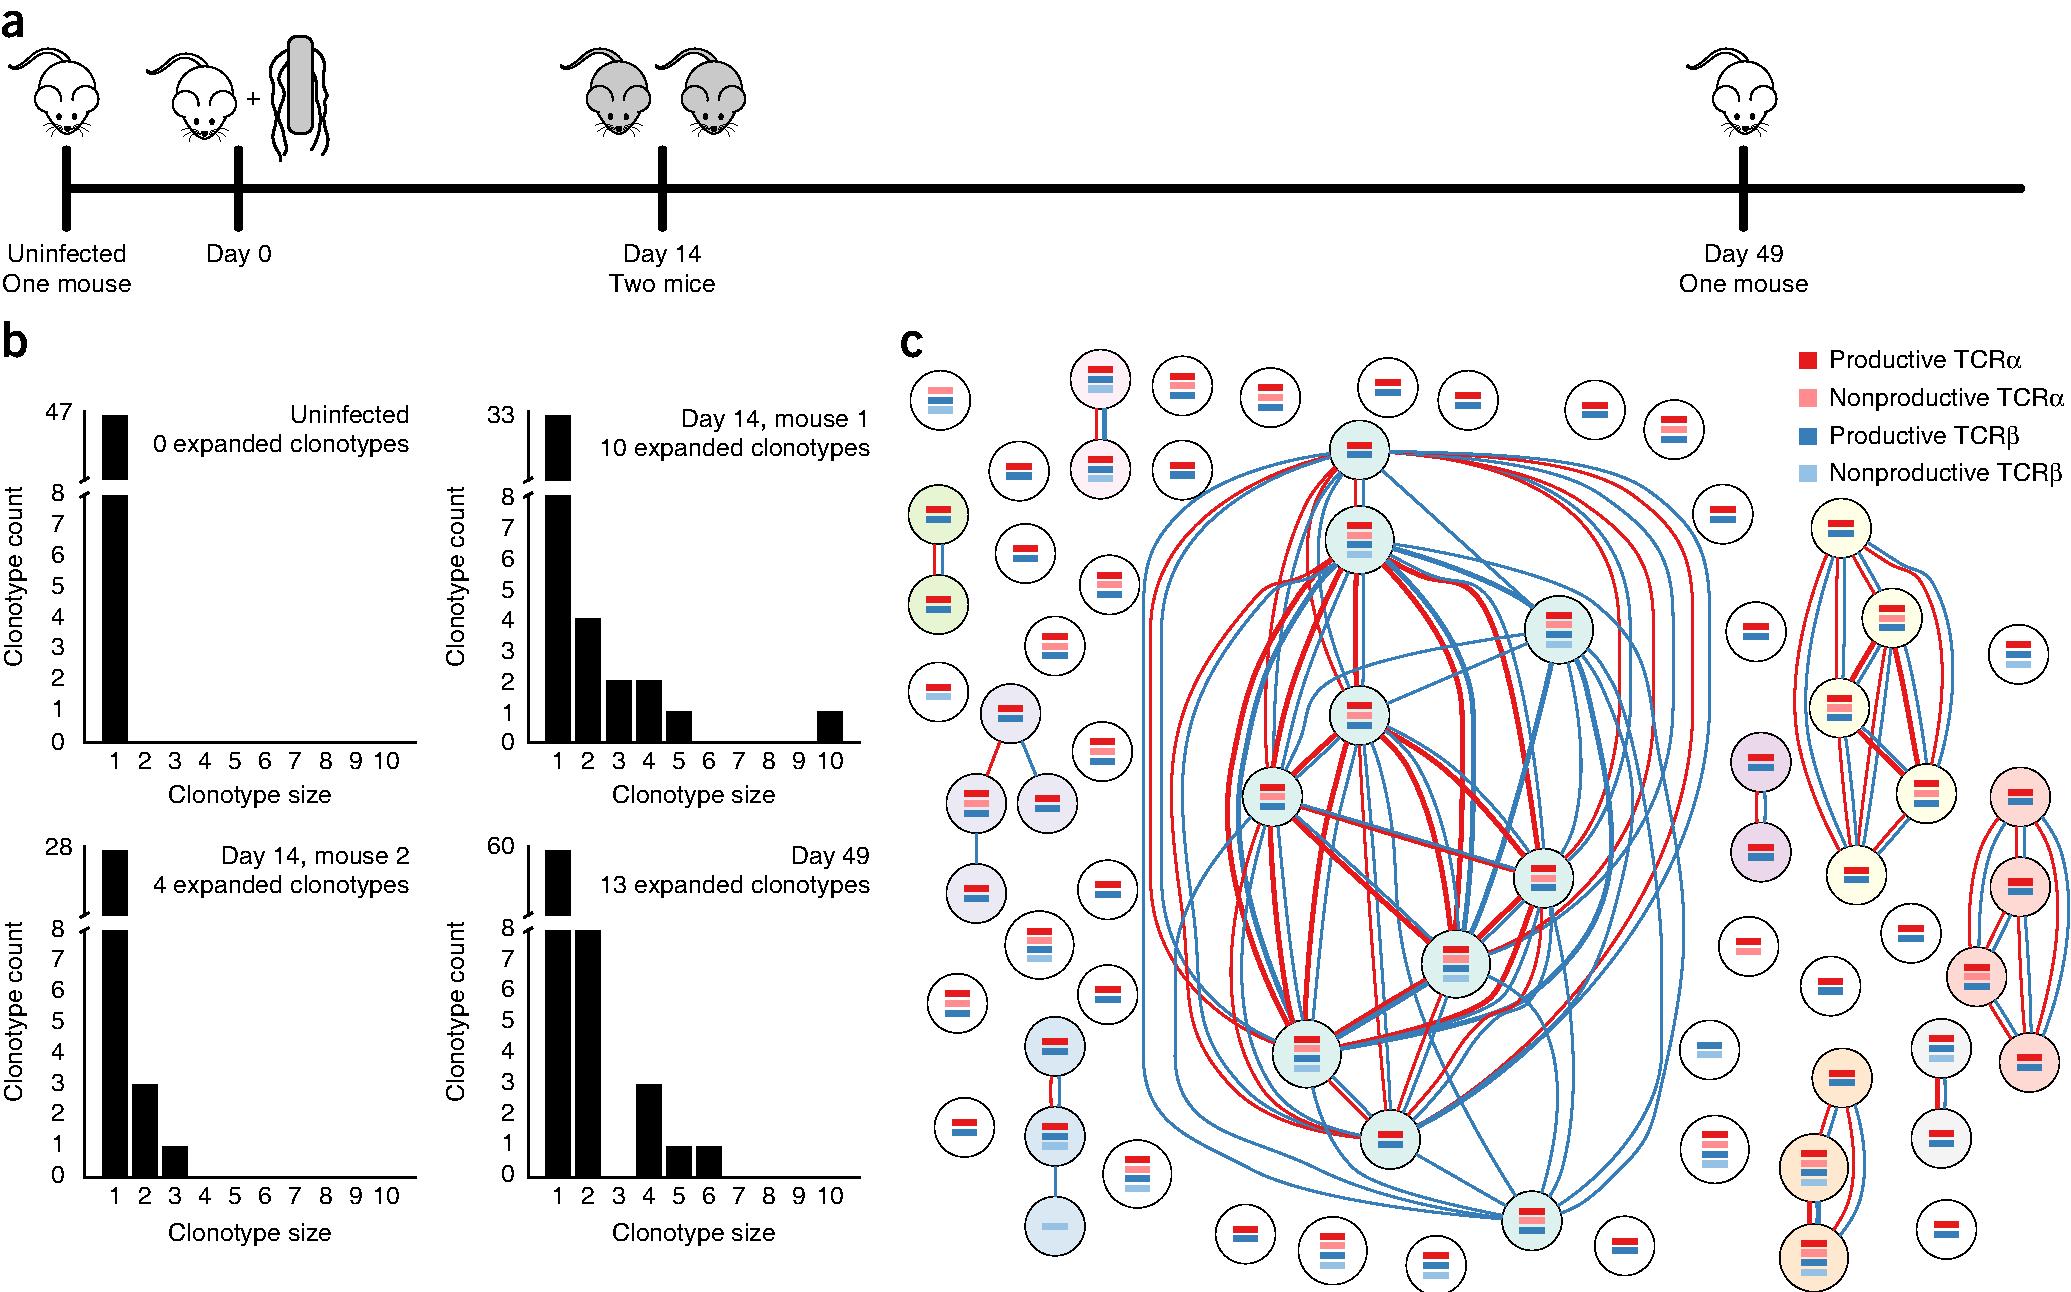 a
+
Uninfected
One mouse
Day 0
Day 14
Two mice
Day 49
One mouse
b
Clonotype count
47
8
7
6
5
4
3
2
1
0
Uninfected
0 expanded clonotypes
1 2 3 4 5 6 7 8 9 10
Clonotype size
Clonotype count
33
8
7
6
5
4
3
2
1
0
Day 14, mouse 1
10 expanded clonotypes
1 2 3 4 5 6 7 8 9 10
Clonotype size
Clonotype count
28
8
7
6
5
4
3
2
1
0
Day 14, mouse 2
4 expanded clonotypes
1 2 3 4 5 6 7 8 9 10
Clonotype size
Clonotype count
60
8
7
6
5
4
3
2
1
0
Day 49
13 expanded clonotypes
1 2 3 4 5 6 7 8 9 10
Clonotype size
c
Productive TCRα
Nonproductive TCRα
Productive TCRβ
Nonproductive TCRβ